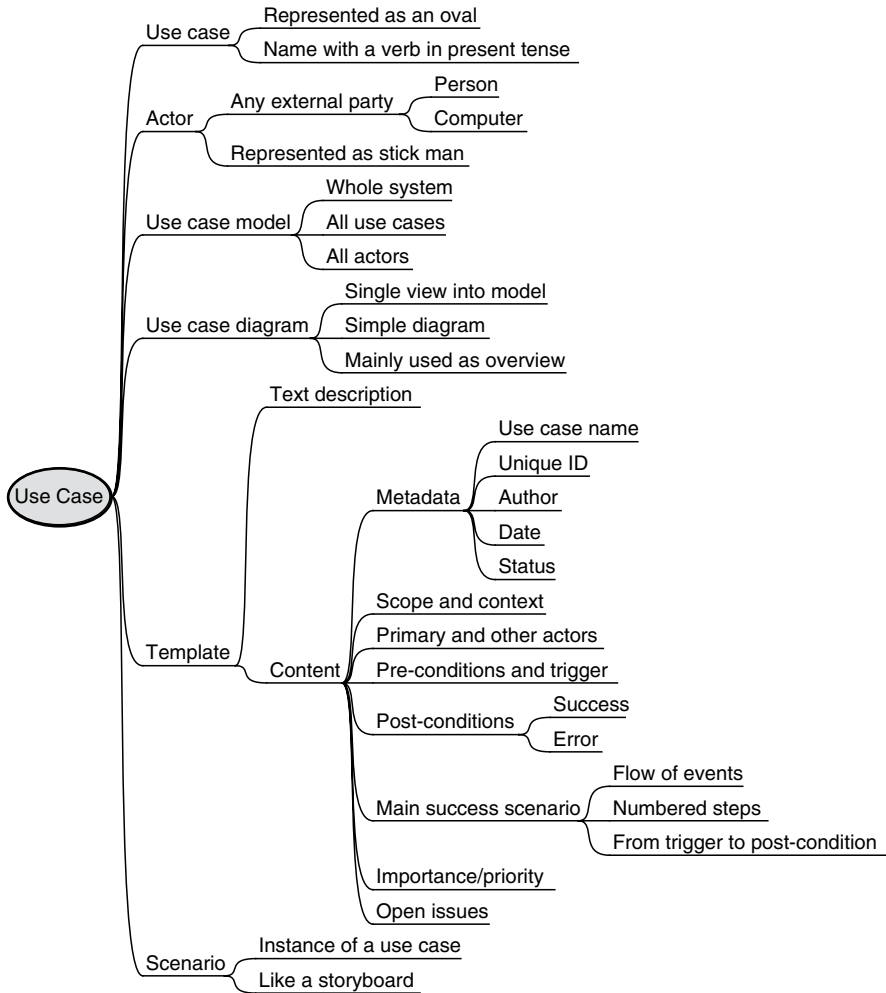 Use Case
Use case
Represented as an oval
Name with a verb in present tense
Actor
Any external party
Person
Computer
Represented as stick man
Use case model
Whole system
All use cases
All actors
Use case diagram
Single view into model
Simple diagram
Mainly used as overview
Template
Text description
Content
Metadata
Use case name
Unique ID
Author
Date
Status
Scope and context
Primary and other actors
Pre-conditions and trigger
Post-conditions
Success
Error
Main success scenario
Flow of events
Numbered steps
From trigger to post-condition
Importance/priority
Open issues
Scenario
Instance of a use case
Like a storyboard